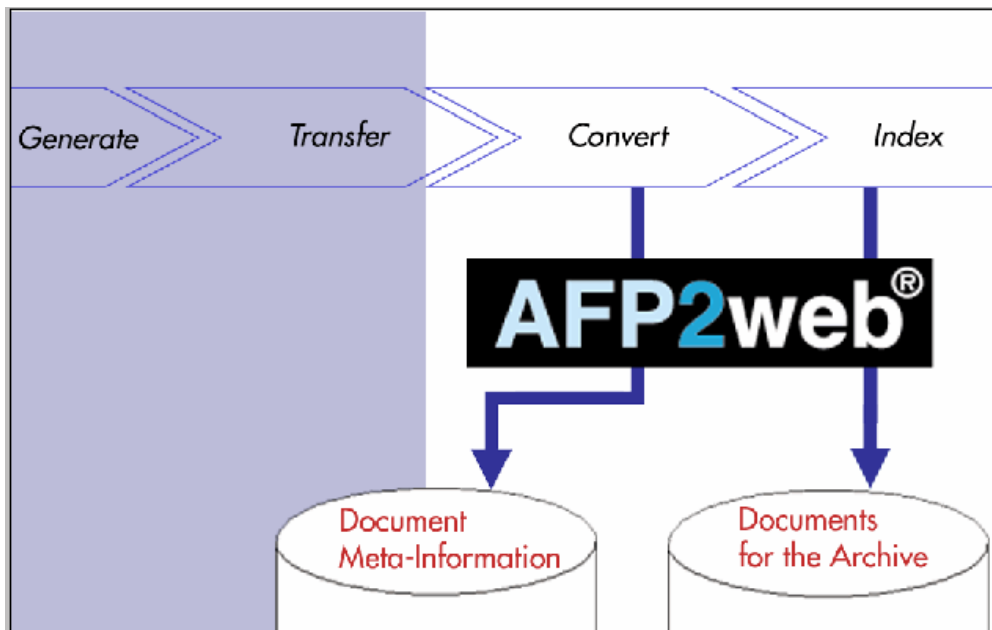 Generate Transfer Convert Index
AFP2web®
Document
Meta-Information
Documents
for the Archive